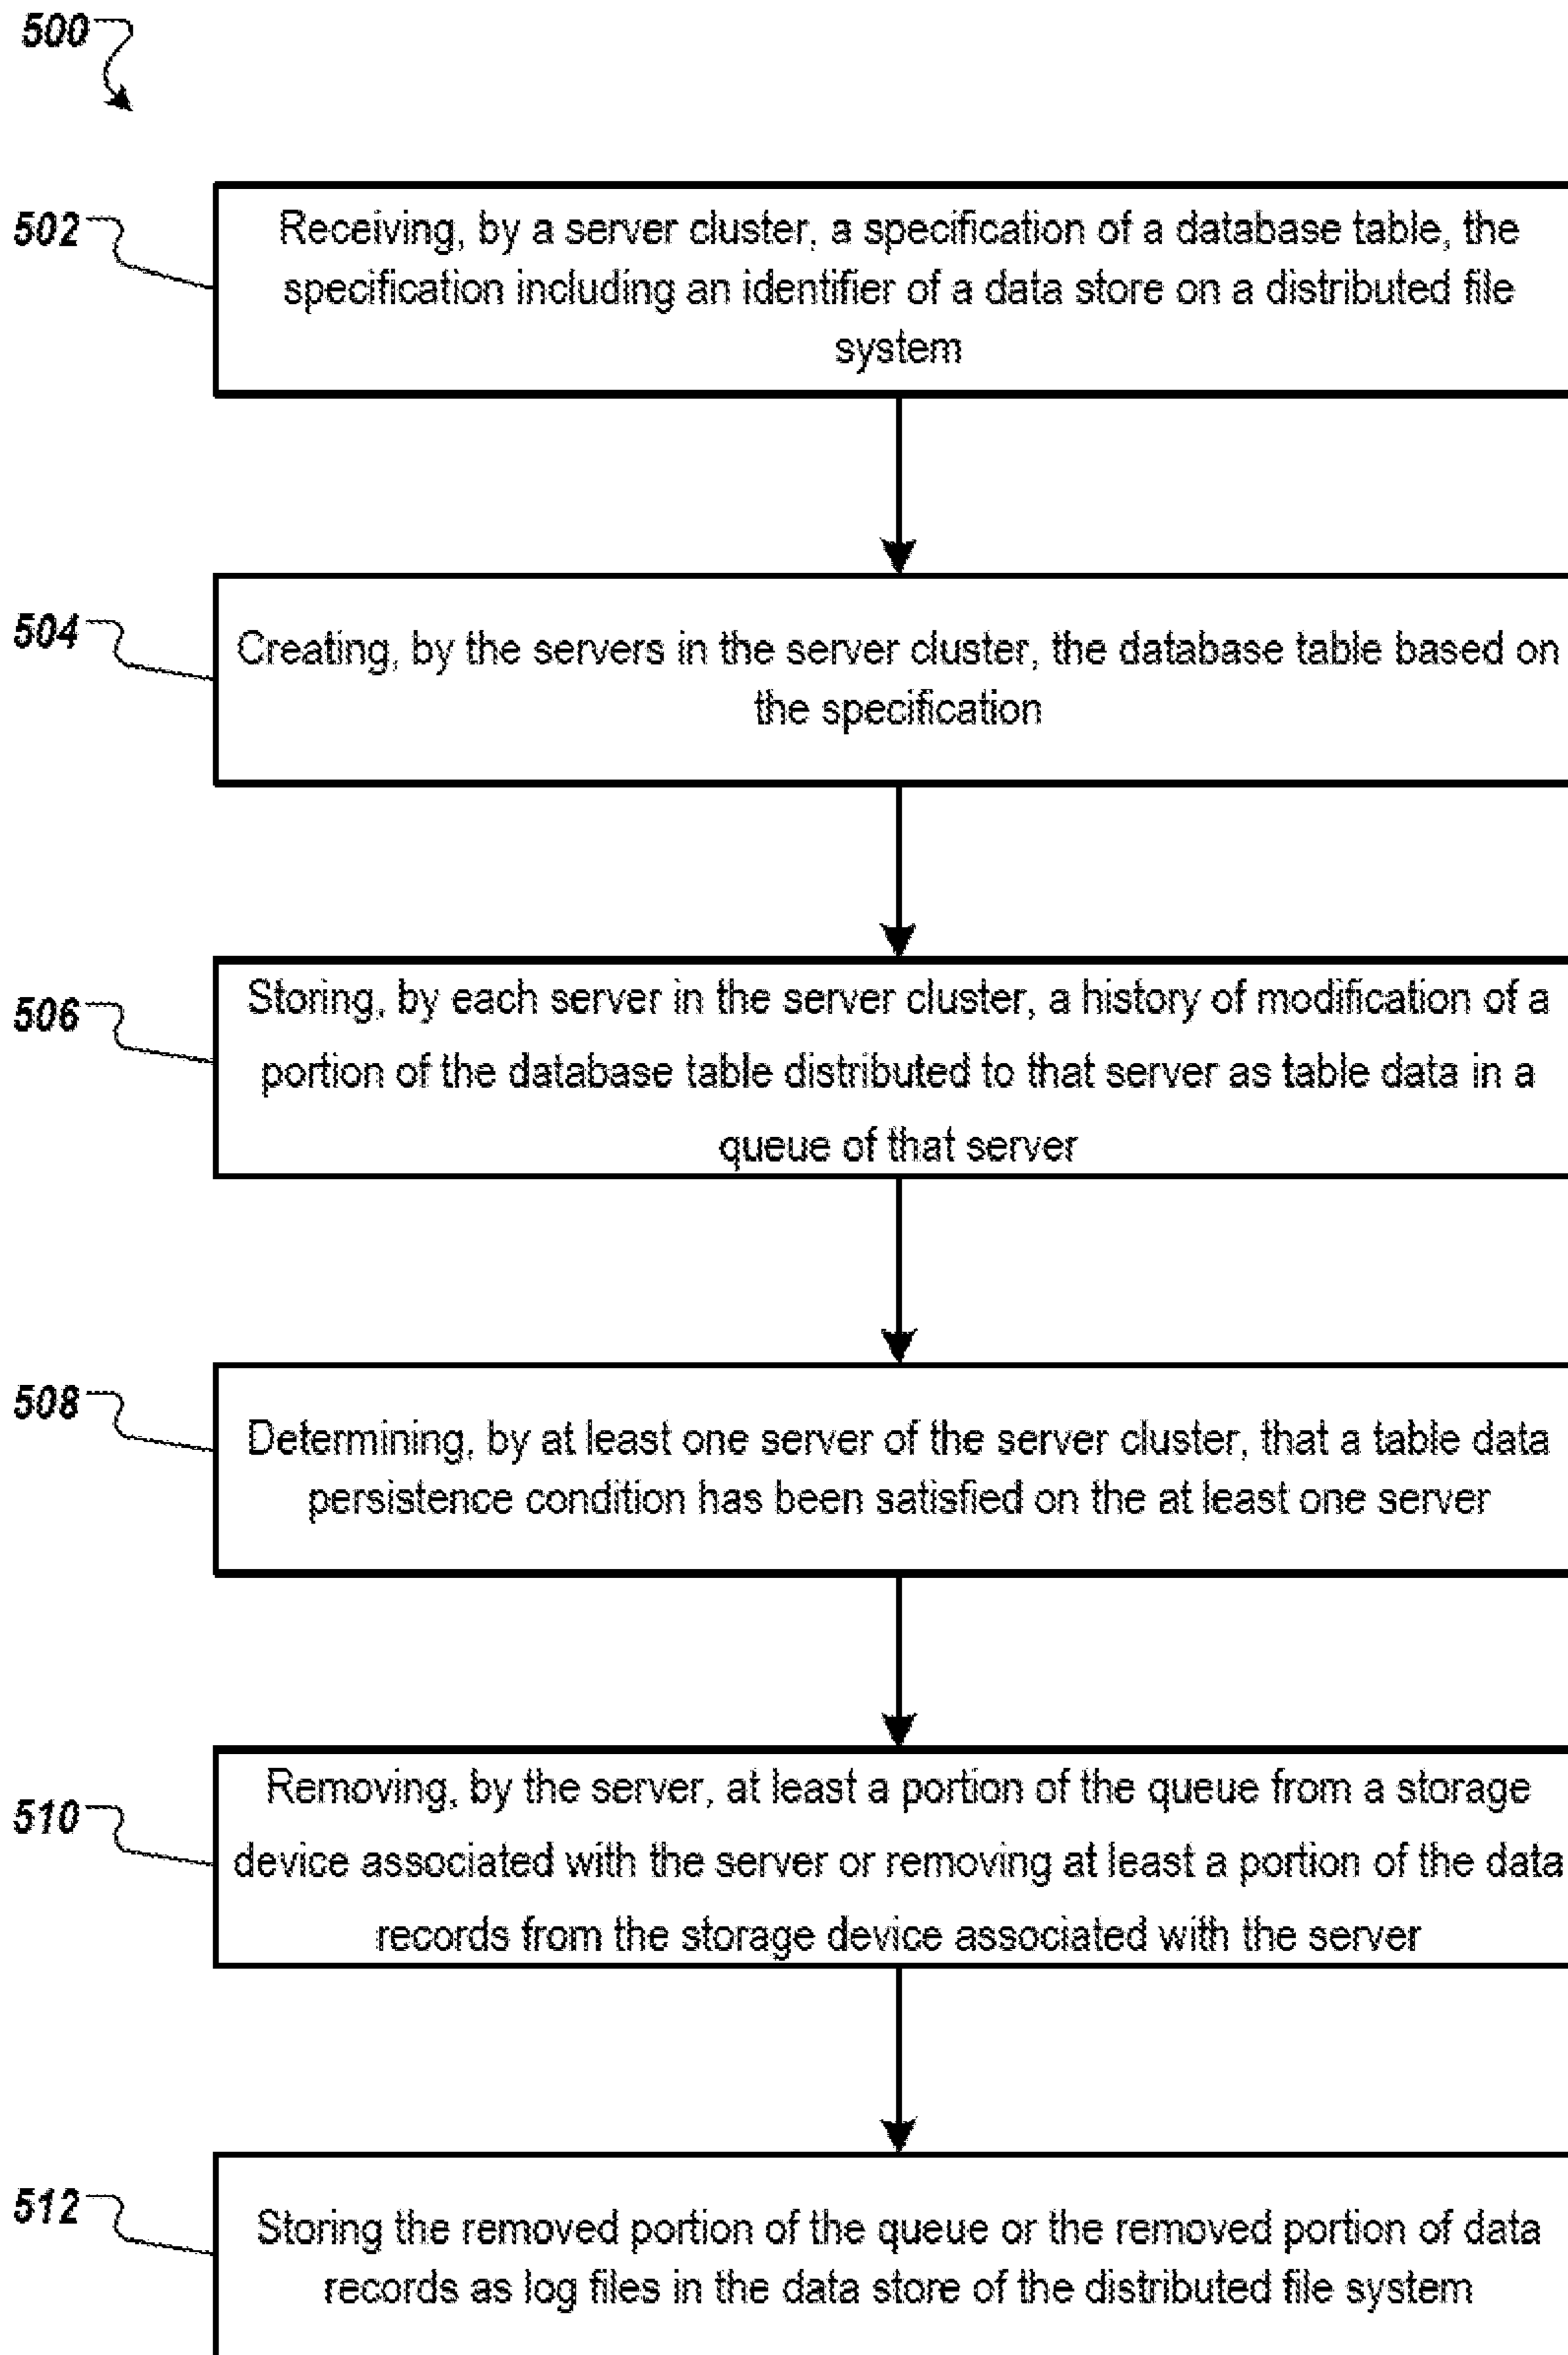 500
502
Receiving, by a server cluster, a specification of a database table, the
specification including an identifier of a data store on a distributed file
system
504
Creating, by the servers in the server cluster, the database table based on
the specification
506
Storing, by each server in the server cluster, a history of modification of a
portion of the database table distributed to that server as table data in a
queue of that server
508
Determining, by at least one server of the server cluster, that a table data
persistence condition has been satisfied on the at least one server
510
Removing, by the server, at least a portion of the queue from a storage
device associated with the server or removing at least a portion of the data
records from the storage device associated with the server
512
Storing the removed portion of the queue or the removed portion of data
records as log files in the data store of the distributed file system